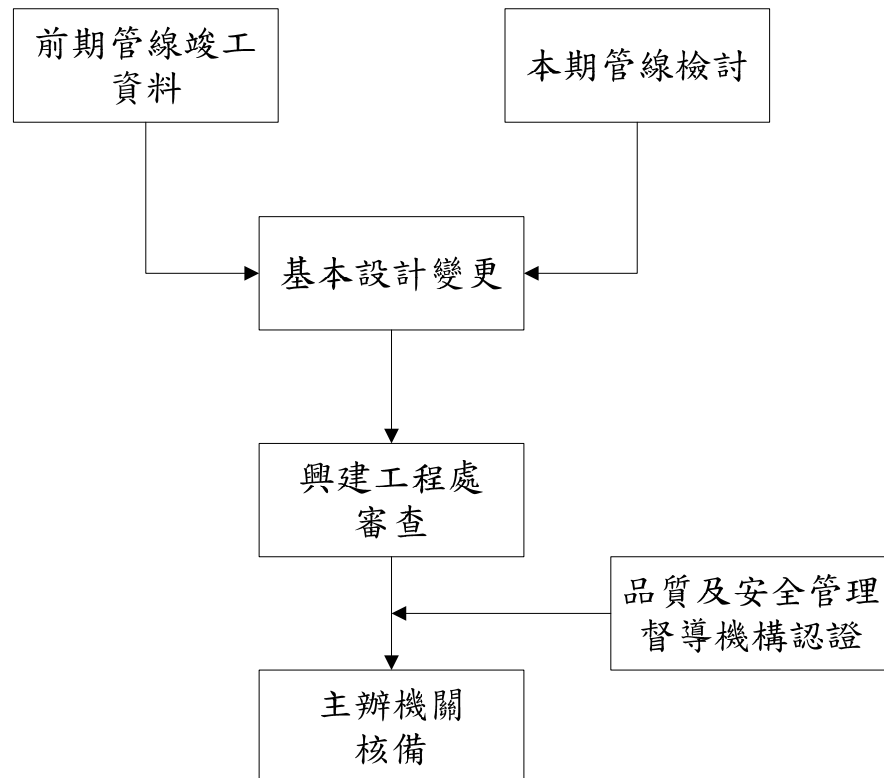 前期管線竣工
資料
本期管線檢討
基本設計變更
興建工程處
審查
品質及安全管理
督導機構認證
主辦機關
核備